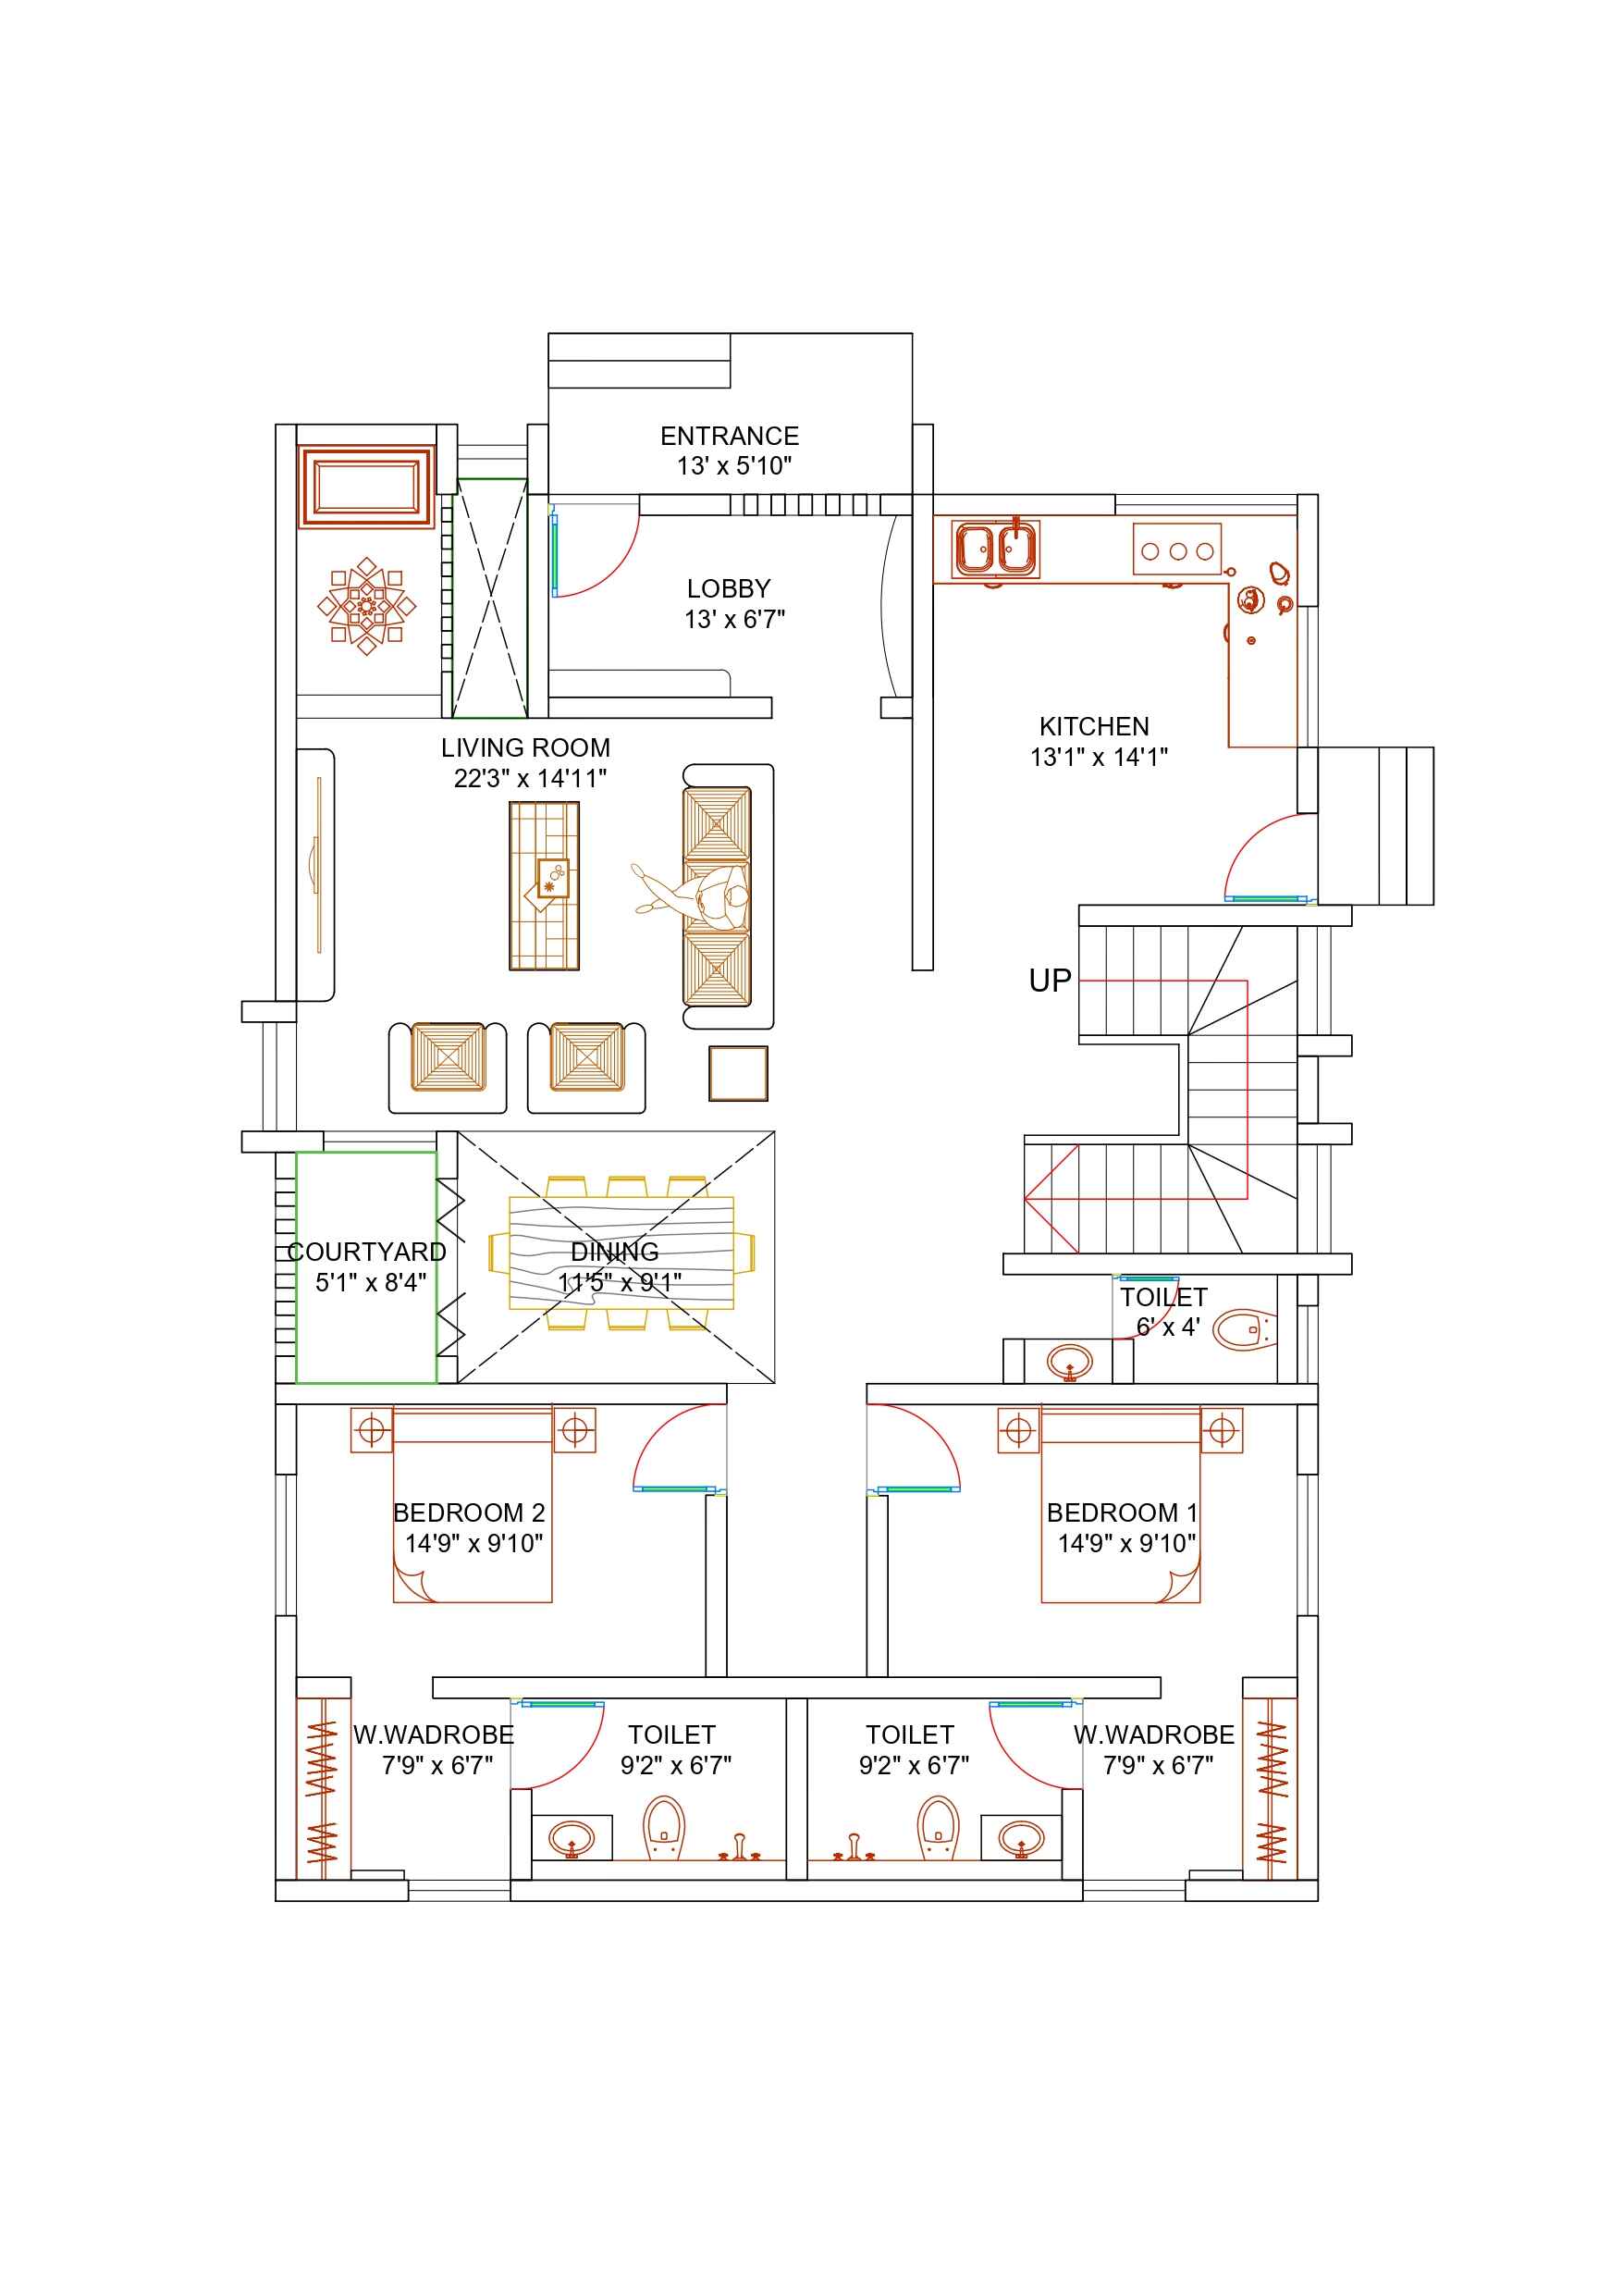 ENTRANCE
13' x 5'10"
LOBBY
13' x 6'7"
KITCHEN
13'1" x 14'1"
LIVING ROOM
22'3" x 14'11"
UP
COURTYARD
5'1" x 8'4"
DINING
11'5" x 9'1"
TOILET
6' x 4'
BEDROOM 2
14'9" x 9'10"
BEDROOM 1
14'9" x 9'10"
W.WADROBE
7'9" x 6'7"
TOILET
9'2" x 6'7"
TOILET
9'2" x 6'7"
W.WADROBE
7'9" x 6'7"